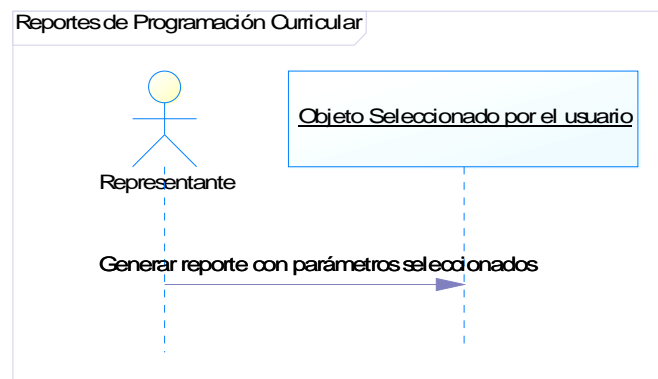 Reportes de Programación Curricular
Objeto Seleccionado por el usuario
Representante
Generar reporte con parámetros seleccionados